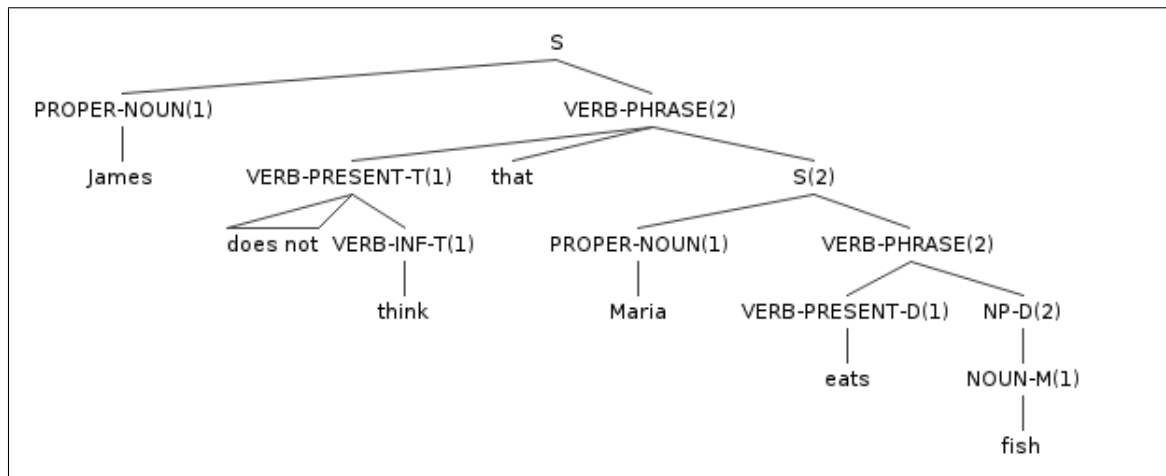 S
PROPER-NOUN(1) VERB-PHRASE(2)
James VERB-PRESENT-T(1) that S(2)
does not VERB-INF-T(1) PROPER-NOUN(1) VERB-PHRASE(2)
think Maria VERB-PRESENT-D(1) NP-D(2)
eats NOUN-M(1)
fish